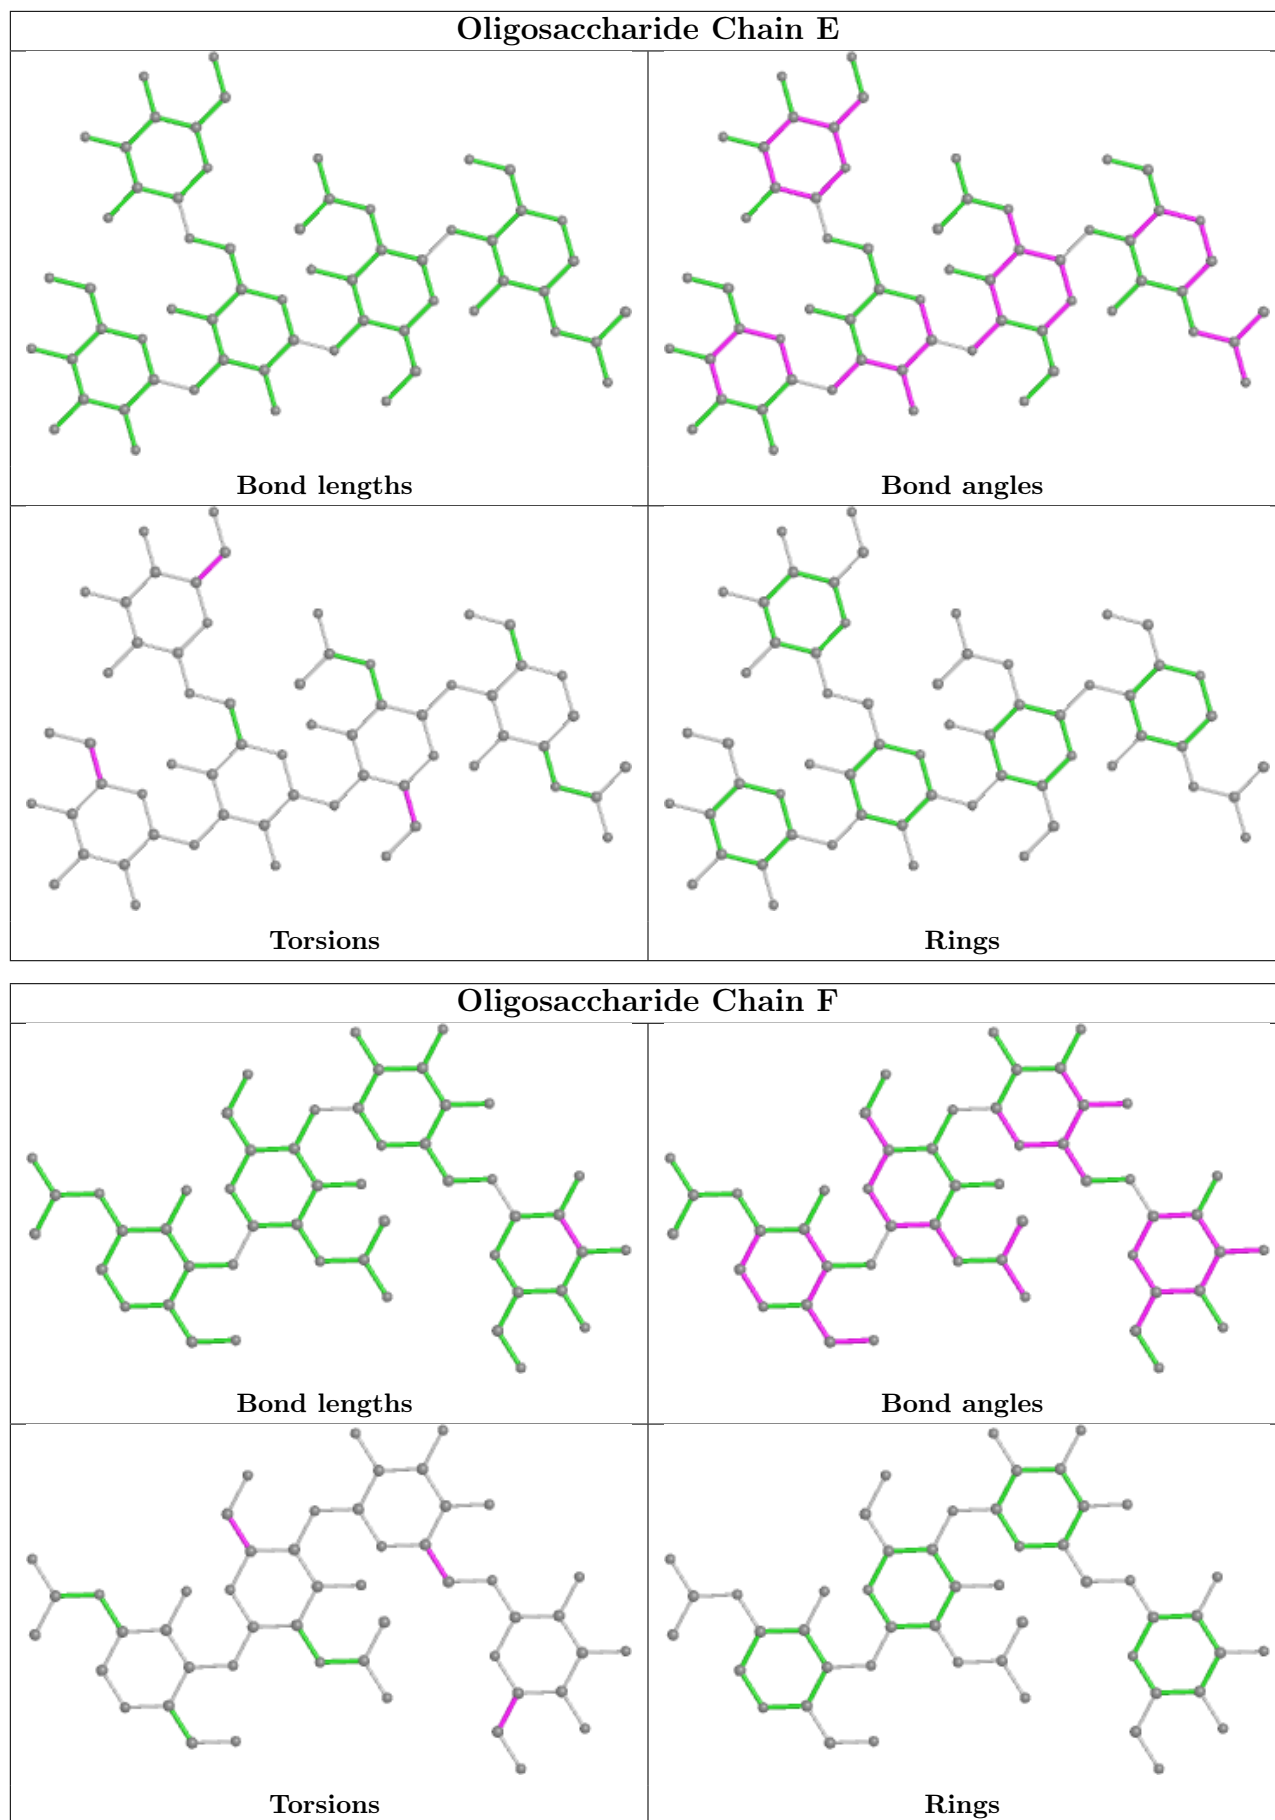 Oligosaccharide Chain E
Bond lengths
Bond angles
Torsions
Rings
Oligosaccharide Chain F
Bond lengths
Bond angles
Torsions
Rings